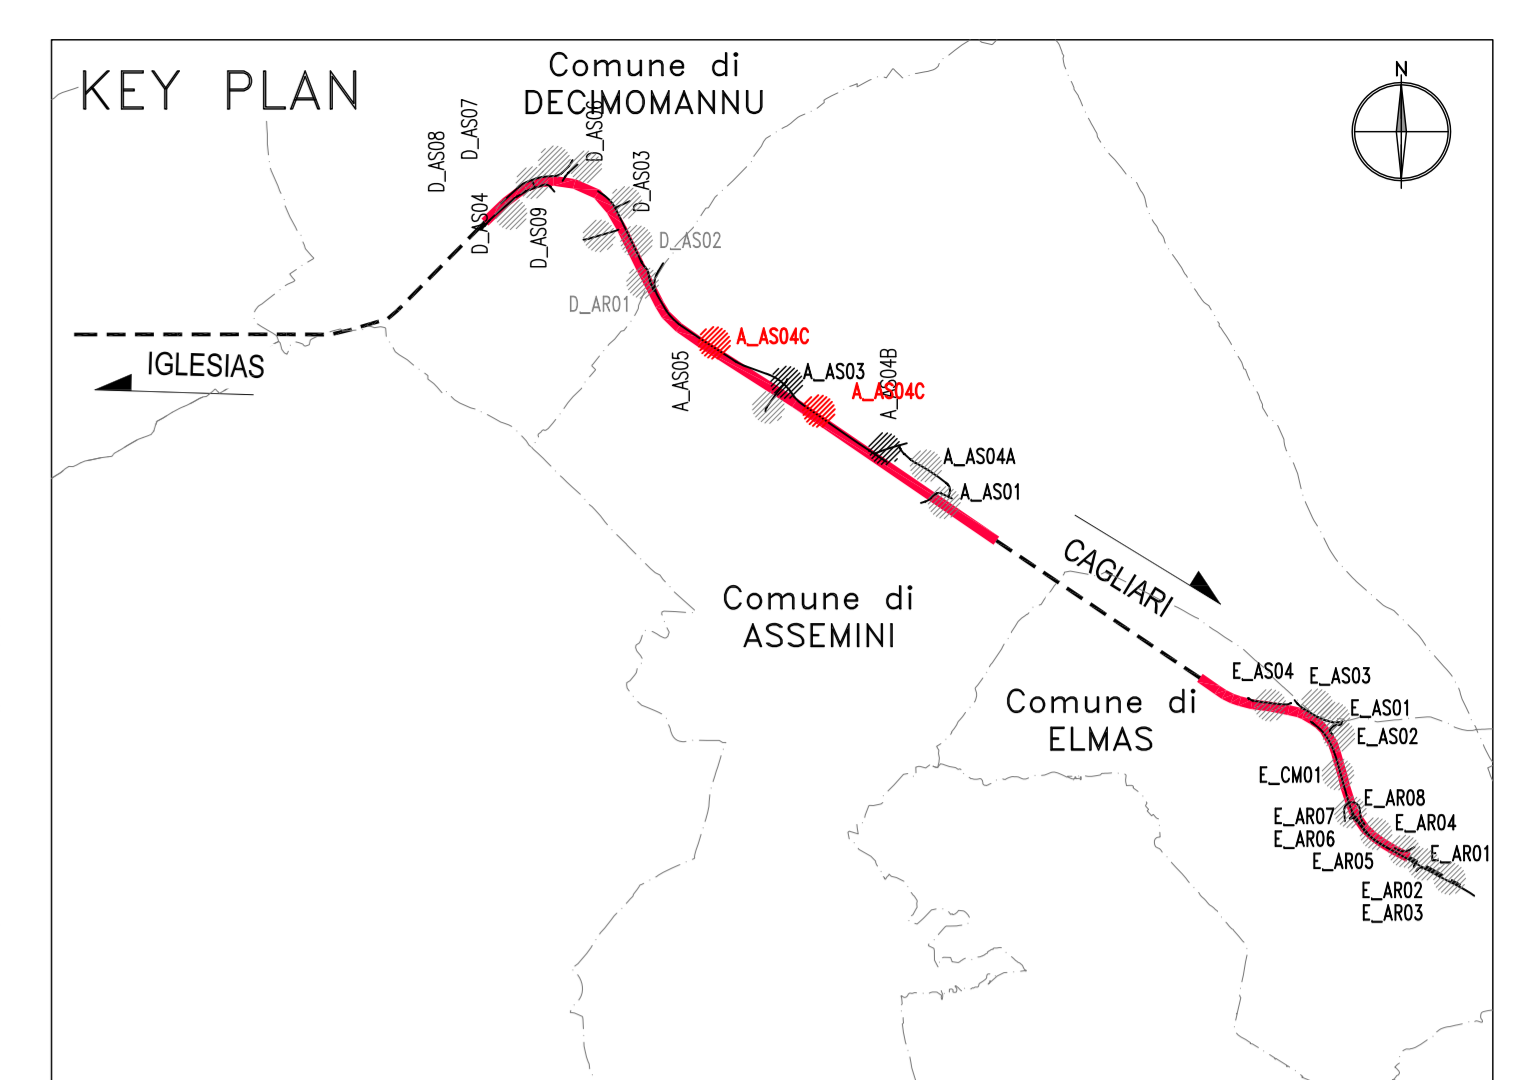 KEY PLAN
Comune di
DECIMOMANNU
N
D_AS08
D_AS07
D_AS06
D_AS03
D_AS04
D_AS09
D_AS02
D_AR01
IGLESIAS
A_AS04C
A_AS05
A_AS03
A_AS04B
A_AS04C
A_AS04A
A_AS01
CAGLIARI
Comune di
ASSEMINI
Comune di
ELMAS
E_AS04
E_AS03
E_AS01
E_AS02
E_CM01
E_AR08
E_AR07
E_AR04
E_AR06
E_AR05
E_AR01
E_AR02
E_AR03